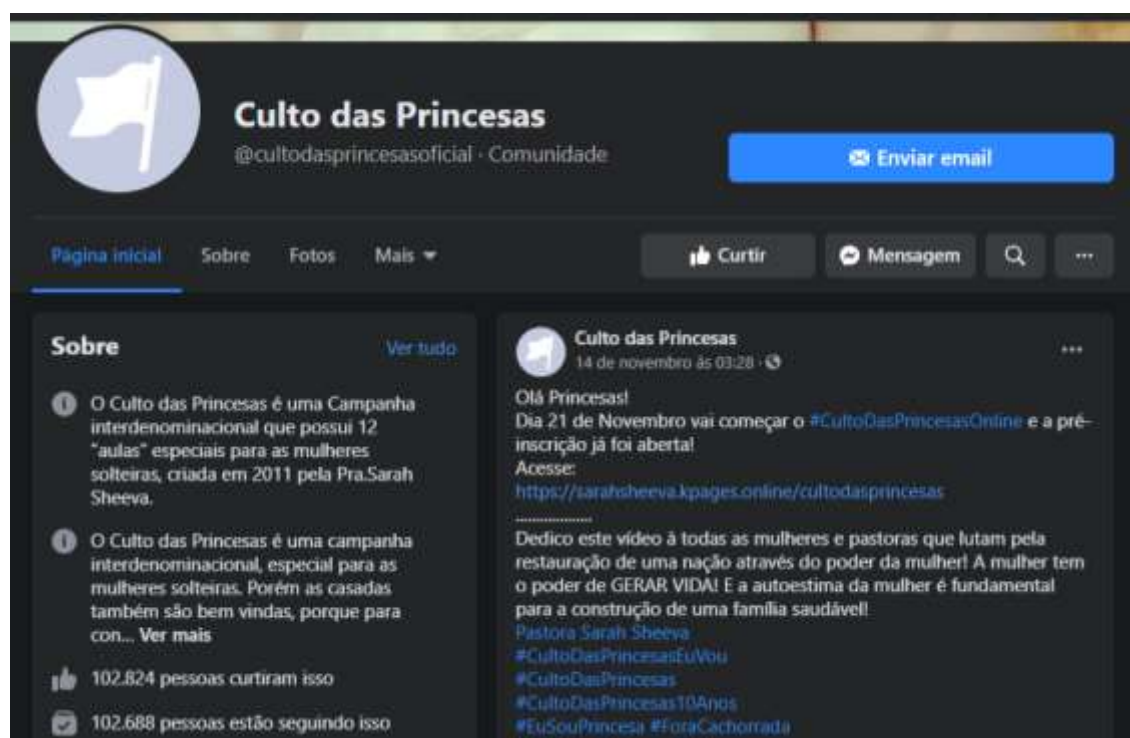 Culto das Princesas
@cultodasprincesasoficial · Comunidade
Enviar email
Página inicial
Sobre
Fotos
Mais
Curtir
Mensagem
...
Sobre
Ver tudo
O Culto das Princesas é uma Campanha
interdenominacional que possui 12
"aulas" especiais para as mulheres
solteiras, criada em 2011 pela Pra.Sarah
Sheeva.
O Culto das Princesas é uma campanha
interdenominacional, especial para as
mulheres solteiras. Porém as casadas
também são bem vindas, porque para
con... Ver mais
102.824 pessoas curtiram isso
102.688 pessoas estão seguindo isso
Culto das Princesas
14 de novembro às 03:28 ·
...
Olá Princesas!
Dia 21 de Novembro vai começar o #CultoDasPrincesasOnline e a pré-
inscrição já foi aberta!
Acesse:
https://sarahsheeva.kpages.online/cultodasprincesas
..................
Dedico este vídeo à todas as mulheres e pastoras que lutam pela
restauração de uma nação através do poder da mulher! A mulher tem
o poder de GERAR VIDA! E a autoestima da mulher é fundamental
para a construção de uma família saudável!
Pastora Sarah Sheeva
#CultoDasPrincesasEuVou
#CultoDasPrincesas
#CultoDasPrincesas10Anos
#EuSouPrincesa #ForaCachorrada